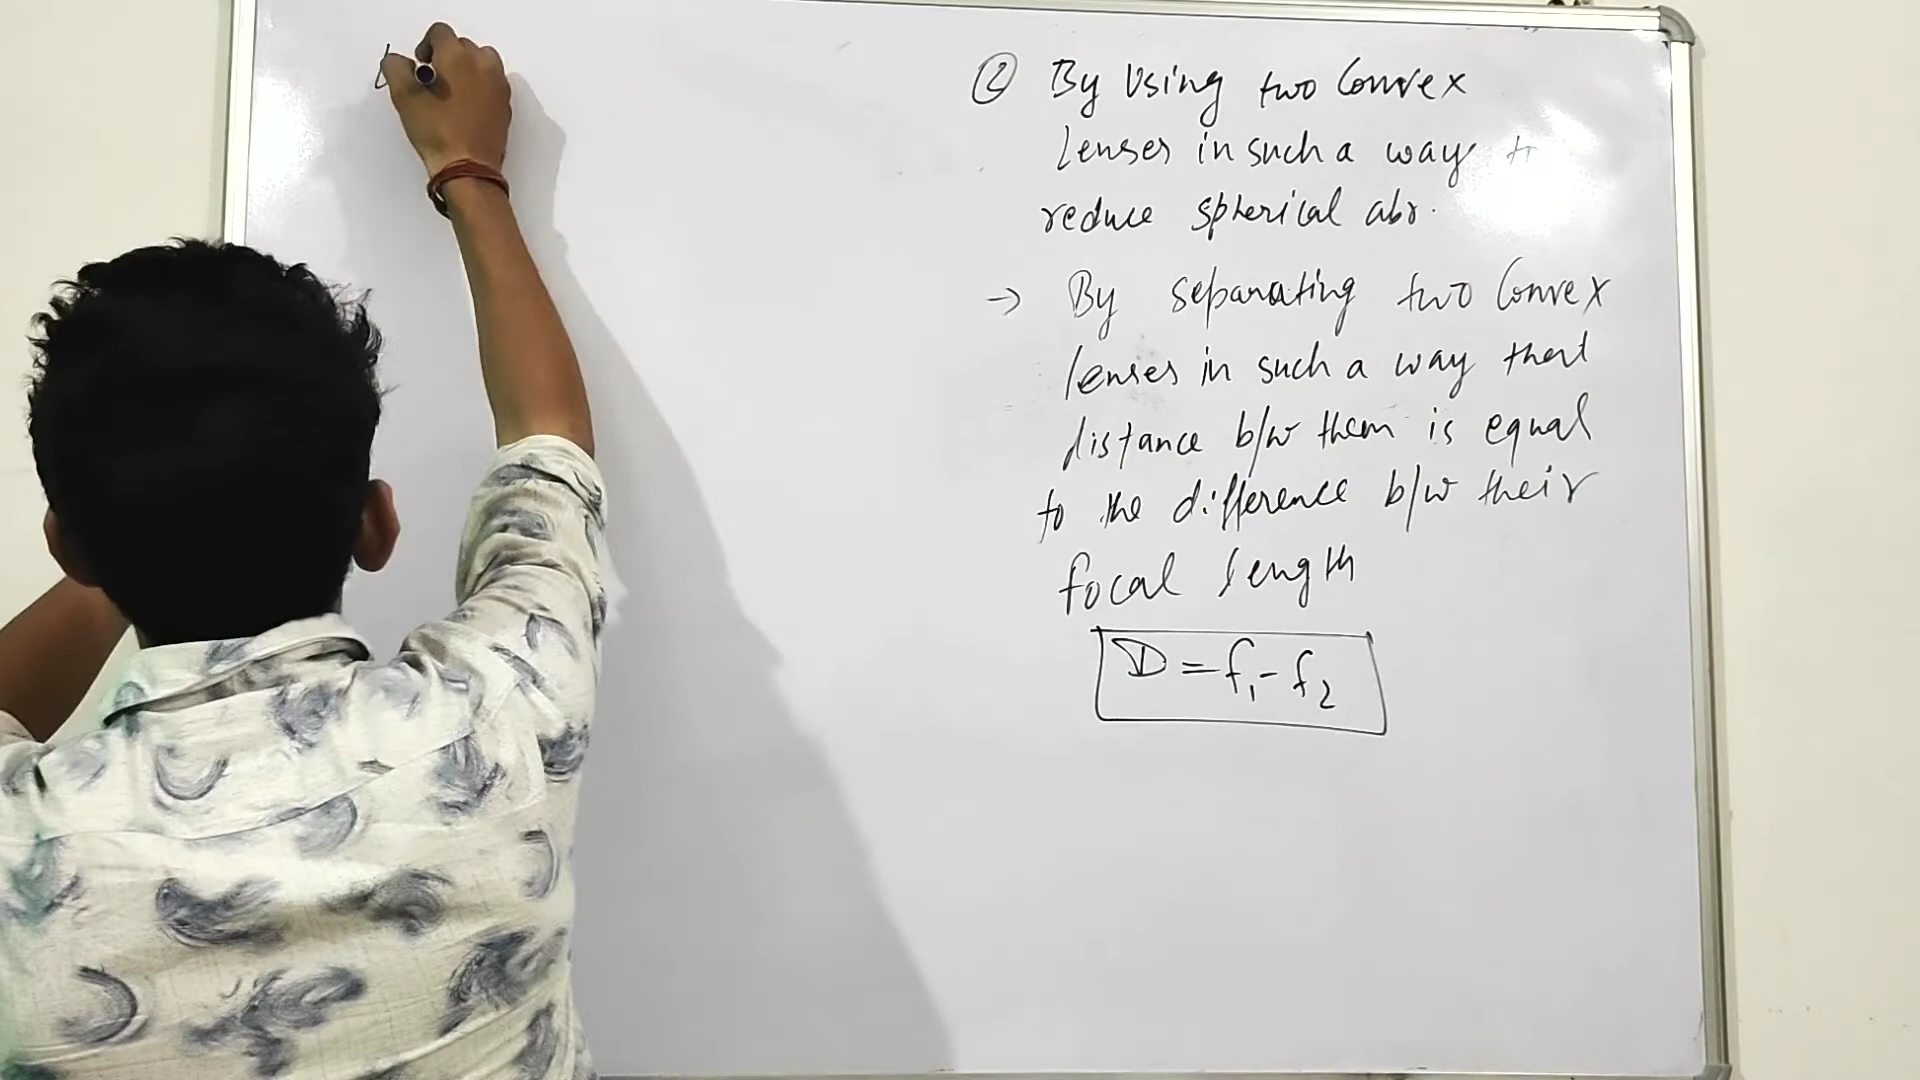 ② By Using two Convex
lenses in such a way to
reduce spherical abr.
→ By separating two Convex
lenses in such a way that
distance b/w them is equal
to the difference b/w their
focal length
D = f₁ - f₂